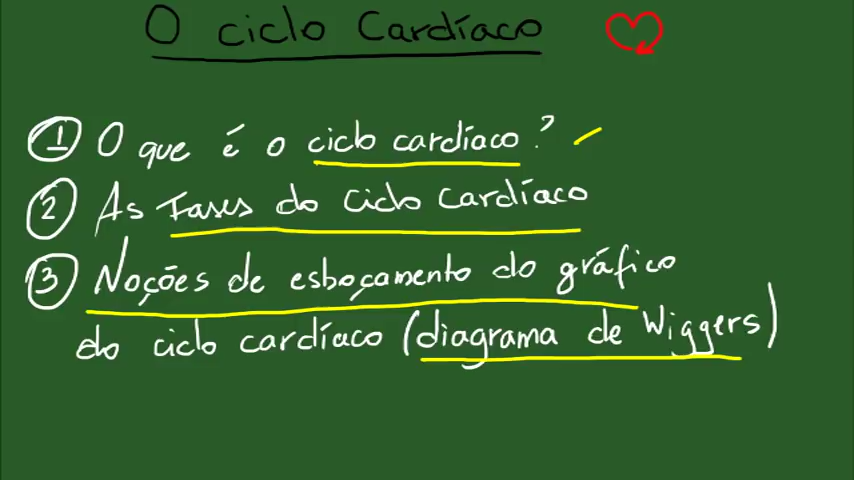 O ciclo Cardíaco
1 O que é o ciclo cardíaco?
2 As Fases do ciclo cardíaco
3 Noções de esboçamento do gráfico
do ciclo cardíaco (diagrama de Wiggers)